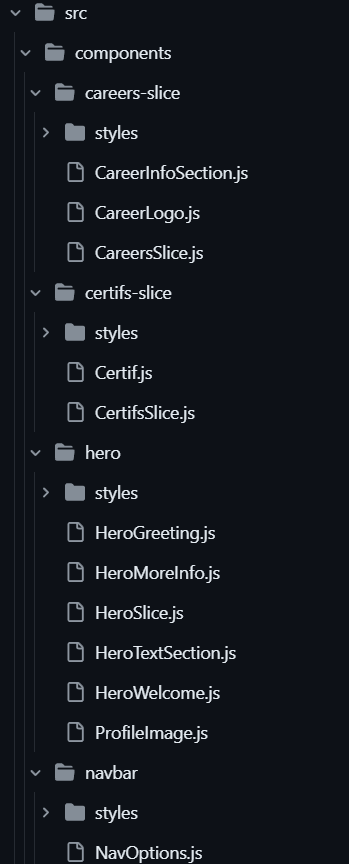 src
components
careers-slice
styles
CareerInfoSection.js
CareerLogo.js
CareersSlice.js
certifs-slice
styles
Certif.js
CertifsSlice.js
hero
styles
HeroGreeting.js
HeroMoreInfo.js
HeroSlice.js
HeroTextSection.js
HeroWelcome.js
ProfileImage.js
navbar
styles
NavOptions.js